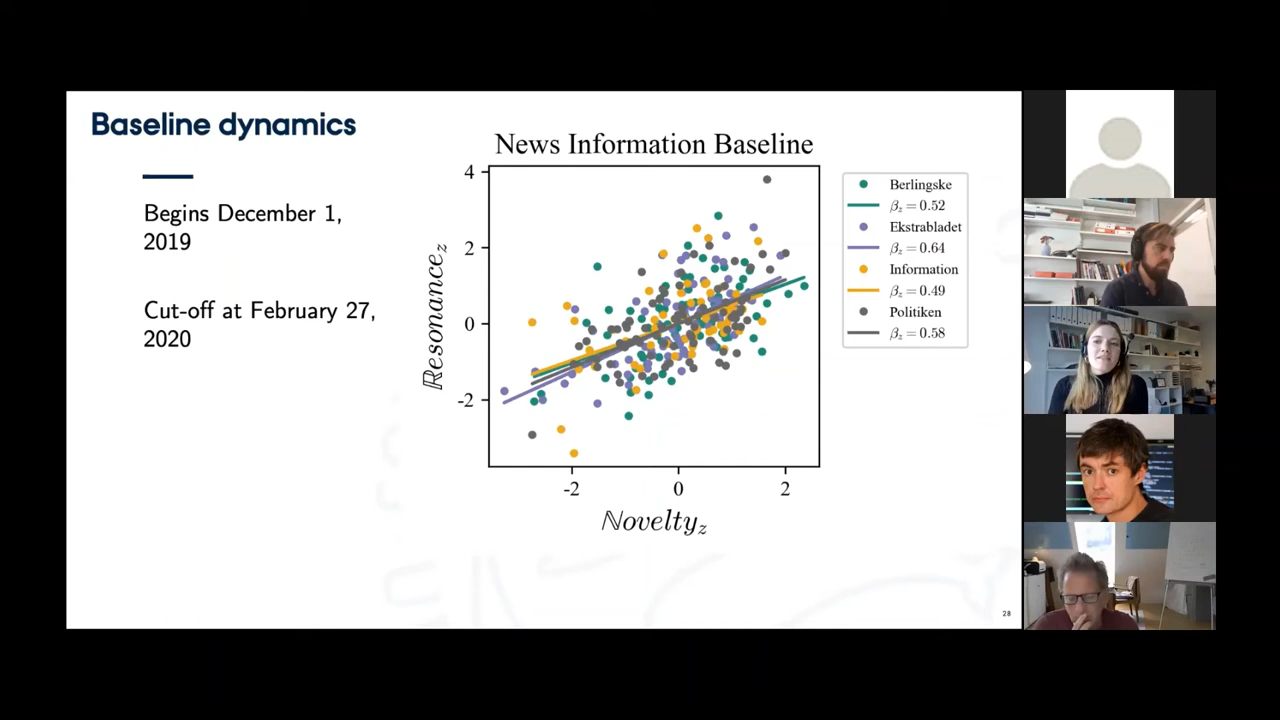 Baseline dynamics
Begins December 1,
2019
Cut-off at February 27,
2020
News Information Baseline
4
2
0
-2
Resonance_z
-2
0
2
Novelty_z
Berlingske
β_z = 0.52
Ekstrabladet
β_z = 0.64
Information
β_z = 0.49
Politiken
β_z = 0.58
28